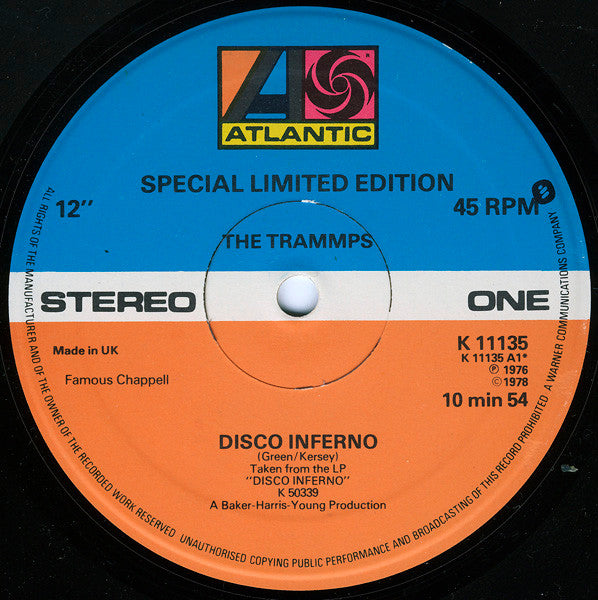 ATLANTIC
SPECIAL LIMITED EDITION
12"
45 RPM
THE TRAMMPS
STEREO
ONE
Made in UK
Famous Chappell
K 11135
K 11135 A1*
℗ 1976
© 1978
10 min 54
DISCO INFERNO
(Green/Kersey)
Taken from the LP
"DISCO INFERNO"
K 50339
A Baker-Harris-Young Production
ALL RIGHTS OF THE MANUFACTURER AND OF THE OWNER OF THE RECORDED WORK RESERVED UNAUTHORISED COPYING PUBLIC PERFORMANCE AND BROADCASTING OF THIS RECORD PROHIBITED A WARNER COMMUNICATIONS COMPANY